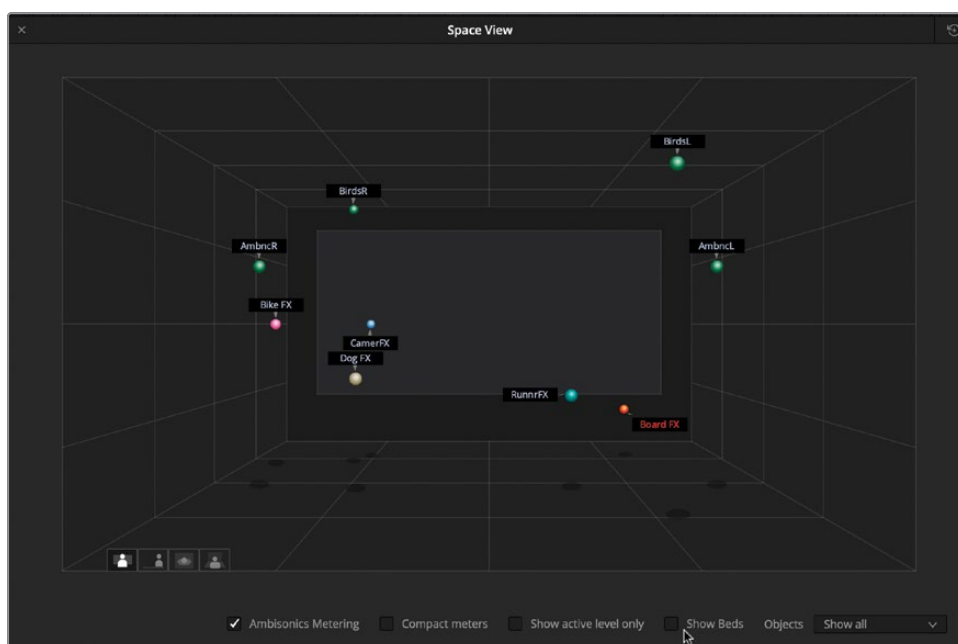 Space View
BirdsL
BirdsR
AmbncR
AmbncL
Bike FX
CamerFX
Dog FX
RunnrFX
Board FX
Ambisonics Metering
Compact meters
Show active level only
Show Beds
Objects
Show all